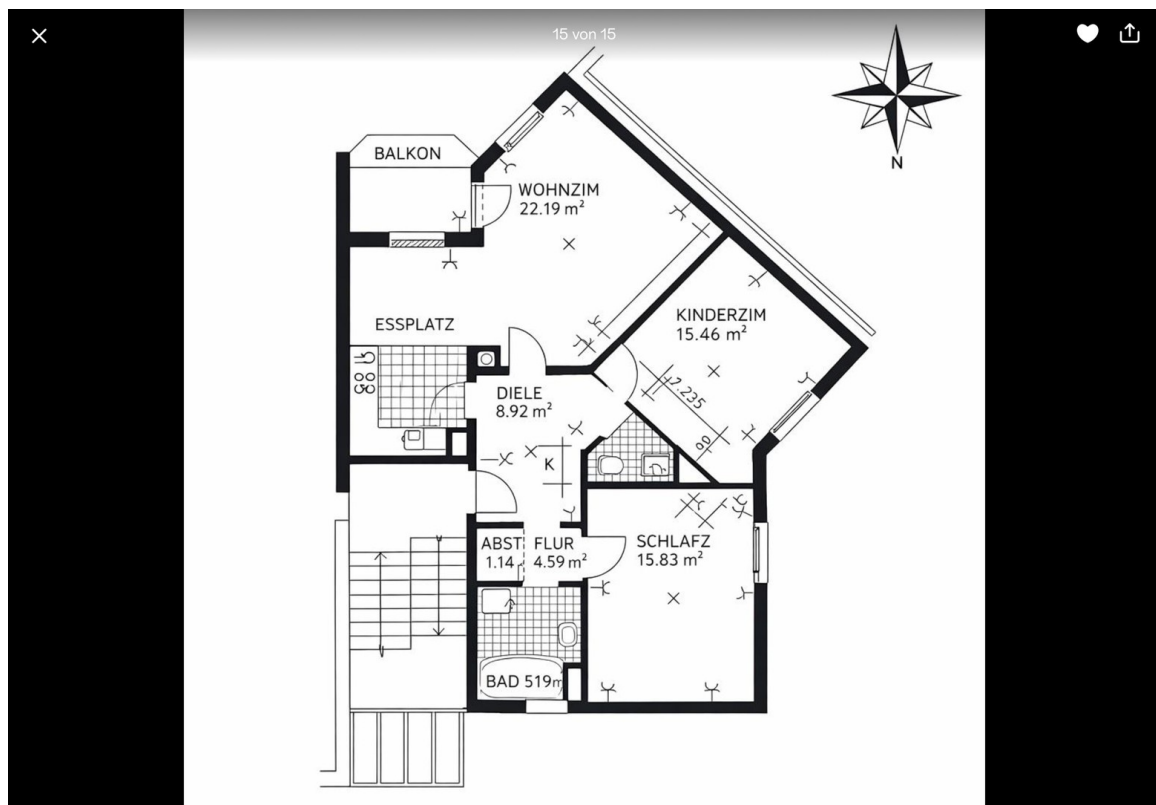 15 von 15
N
BALKON
WOHNZIM
22.19 m²
ESSPLATZ
KINDERZIM
15.46 m²
DIELE
8.92 m²
2.235
80
K
ABST
1.14
FLUR
4.59 m²
SCHLAFZ
15.83 m²
BAD 519m